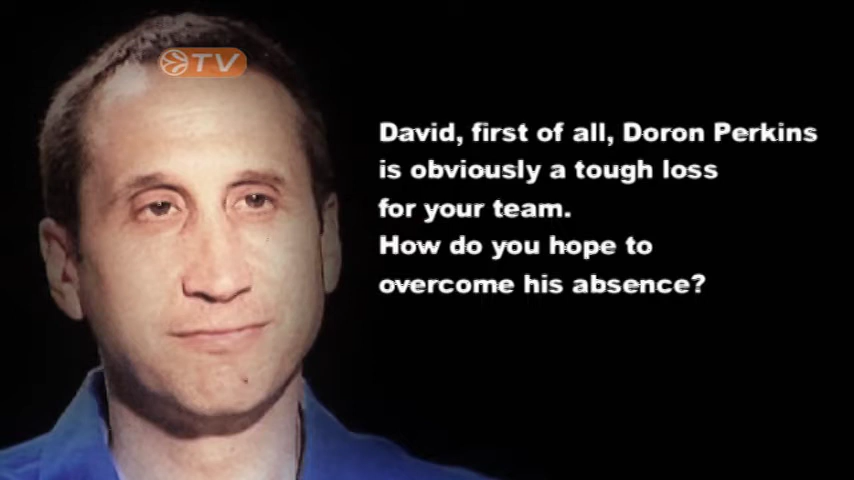 TV
David, first of all, Doron Perkins
is obviously a tough loss
for your team.
How do you hope to
overcome his absence?